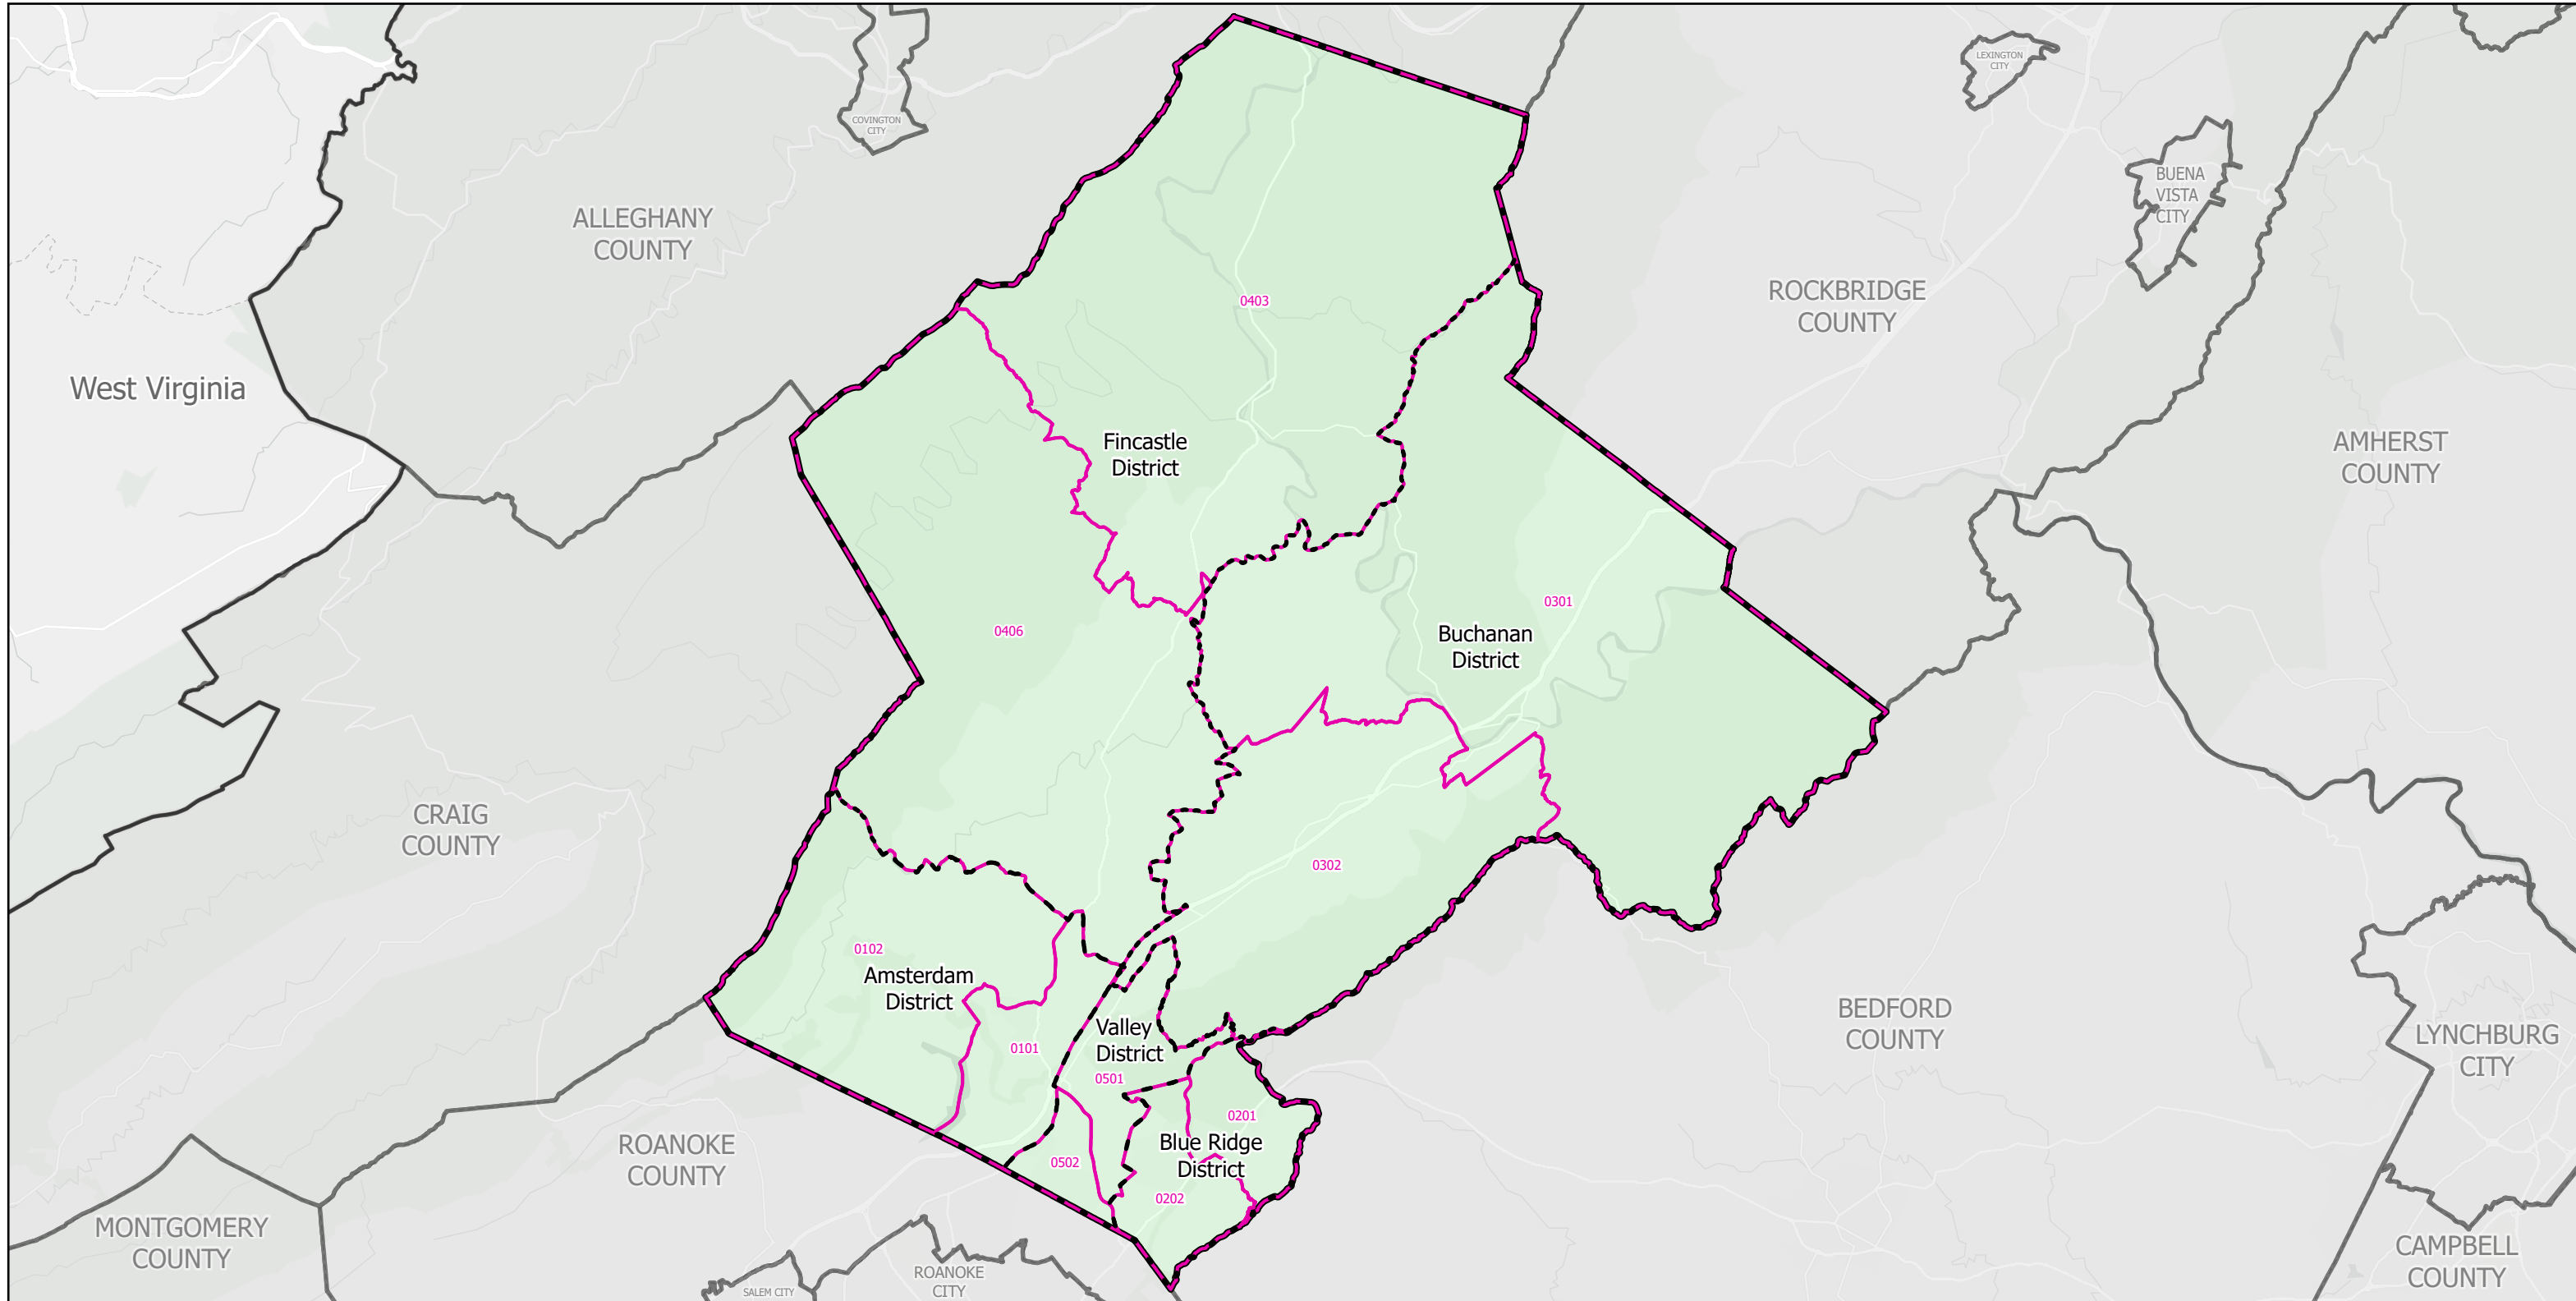 LEXINGTON
CITY
COVINGTON
CITY
BUENA
VISTA
CITY
ALLEGHANY
COUNTY
0403
ROCKBRIDGE
COUNTY
West Virginia
Fincastle
District
AMHERST
COUNTY
0301
0406
Buchanan
District
CRAIG
COUNTY
0302
0102
Amsterdam
District
BEDFORD
COUNTY
Valley
District
LYNCHBURG
CITY
0101
0501
0201
ROANOKE
COUNTY
Blue Ridge
District
0502
0202
MONTGOMERY
COUNTY
CAMPBELL
COUNTY
ROANOKE
CITY
SALEM CITY